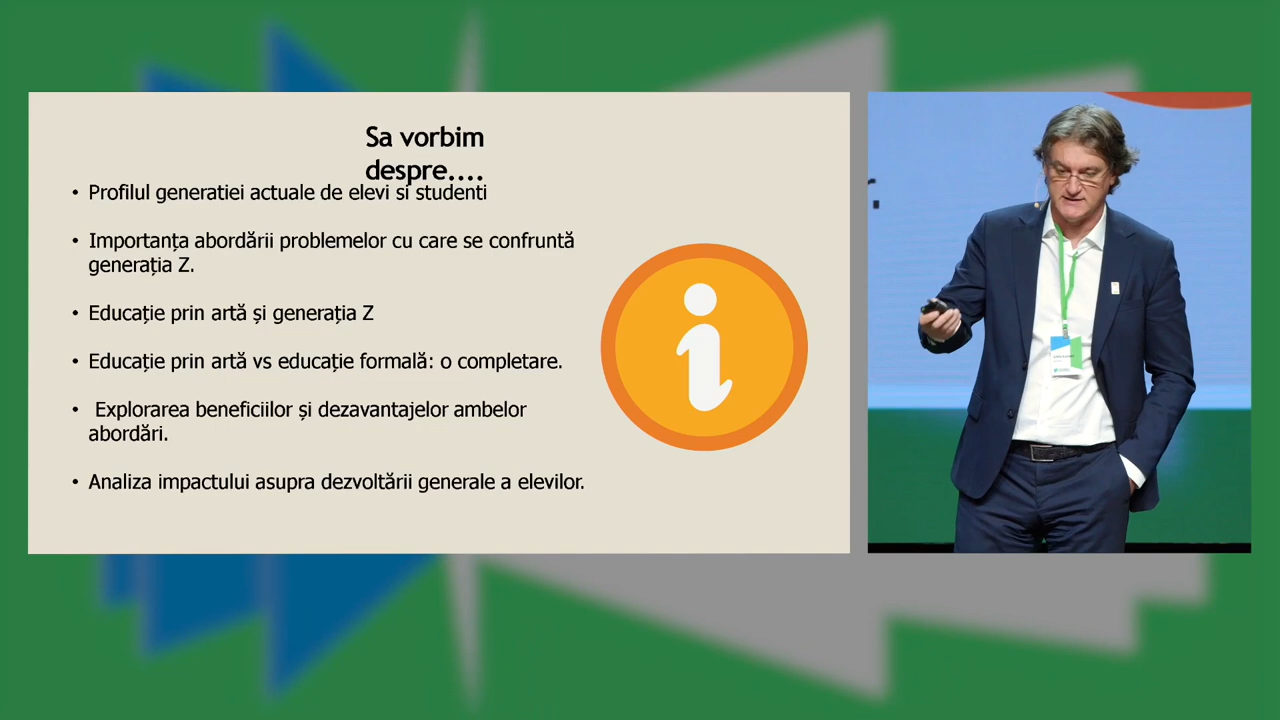 Sa vorbim
despre....
• Profilul generatiei actuale de elevi si studenti
• Importanța abordării problemelor cu care se confruntă
generația Z.
• Educație prin artă și generația Z
• Educație prin artă vs educație formală: o completare.
• Explorarea beneficiilor și dezavantajelor ambelor
abordări.
• Analiza impactului asupra dezvoltării generale a elevilor.